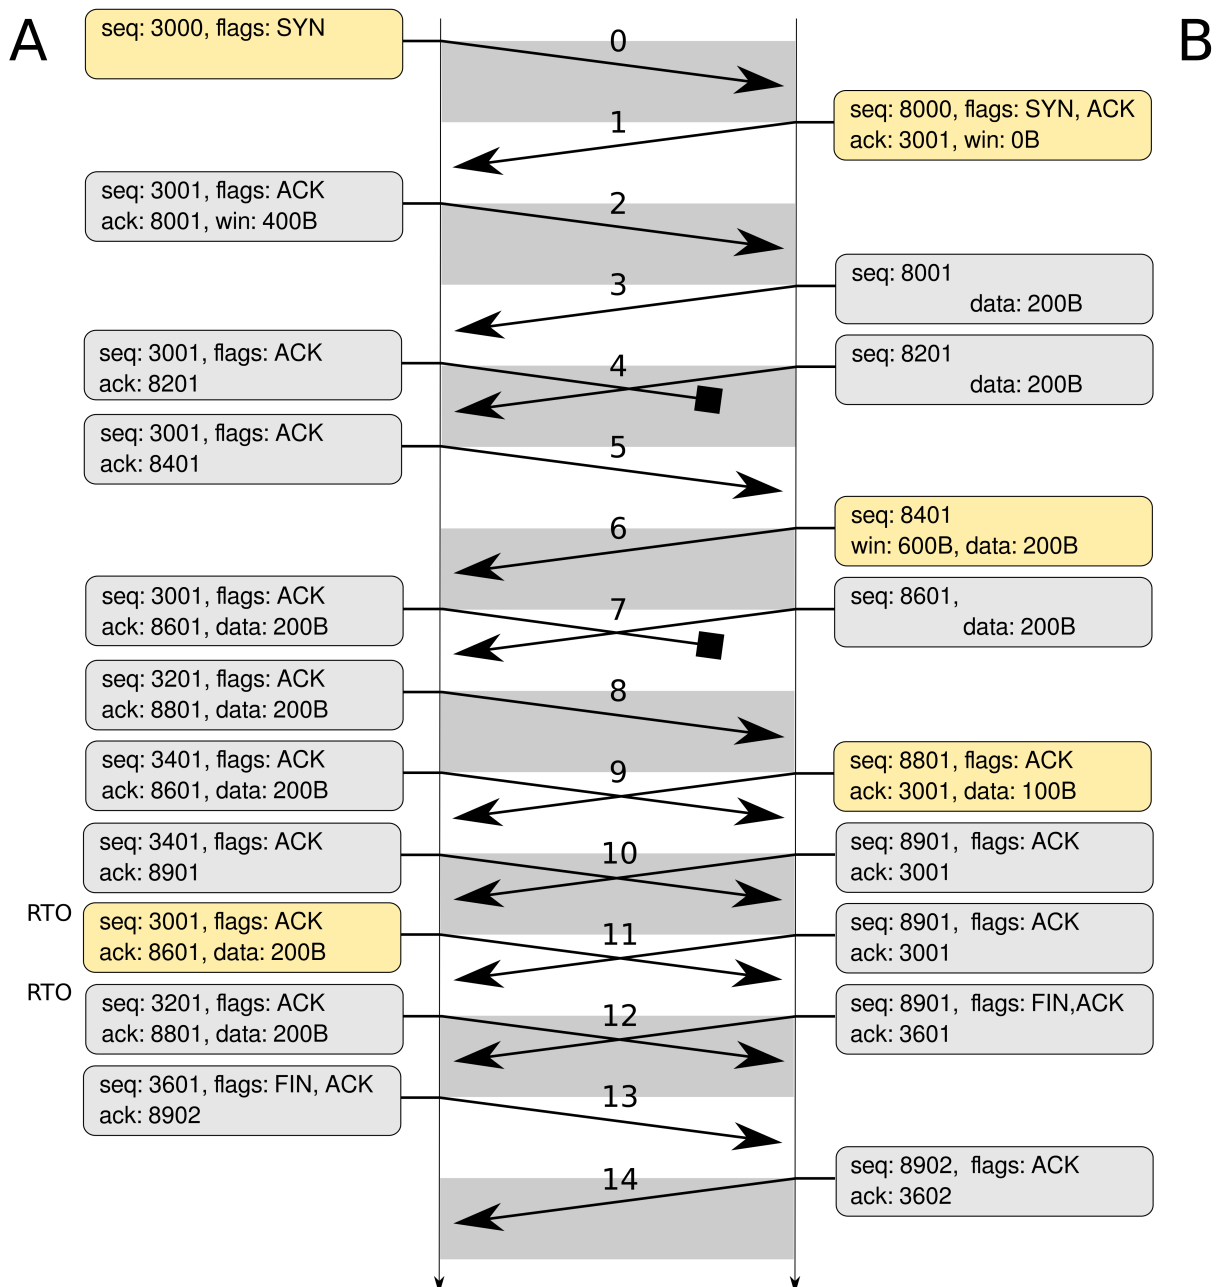 A
B
seq: 3000, flags: SYN
0
1
seq: 8000, flags: SYN, ACK
ack: 3001, win: 0B
seq: 3001, flags: ACK
ack: 8001, win: 400B
2
3
seq: 8001
data: 200B
seq: 3001, flags: ACK
ack: 8201
4
seq: 8201
data: 200B
seq: 3001, flags: ACK
ack: 8401
5
6
seq: 8401
win: 600B, data: 200B
seq: 3001, flags: ACK
ack: 8601, data: 200B
7
seq: 8601,
data: 200B
seq: 3201, flags: ACK
ack: 8801, data: 200B
8
seq: 3401, flags: ACK
ack: 8601, data: 200B
9
seq: 8801, flags: ACK
ack: 3001, data: 100B
seq: 3401, flags: ACK
ack: 8901
10
seq: 8901, flags: ACK
ack: 3001
RTO
seq: 3001, flags: ACK
ack: 8601, data: 200B
11
seq: 8901, flags: ACK
ack: 3001
RTO
seq: 3201, flags: ACK
ack: 8801, data: 200B
12
seq: 8901, flags: FIN,ACK
ack: 3601
seq: 3601, flags: FIN, ACK
ack: 8902
13
14
seq: 8902, flags: ACK
ack: 3602